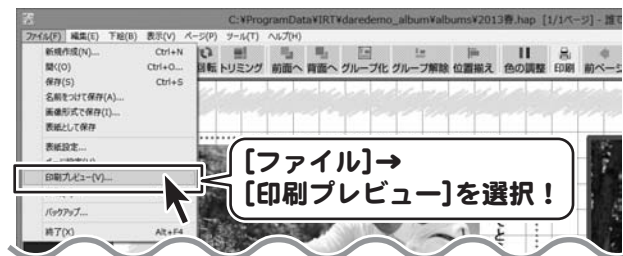 C:¥ProgramData¥IRT¥daredemo_album¥albums¥2013春.hap [1/1ページ] - 誰で
ファイル(F) 編集(E) 下絵(B) 表示(V) ページ(P) ツール(T) ヘルプ(H)
新規作成(N)... Ctrl+N
開く(O) Ctrl+O...
保存(S) Ctrl+S
名前をつけて保存(A)...
画像形式で保存(I)...
表紙として保存
表紙設定...
印刷プレビュー(V)...
バックアップ...
終了(X) Alt+F4
回転 トリミング 前面へ 背面へ グループ化 グループ解除 位置揃え 色の調整 印刷 前ページ
[ファイル]→
[印刷プレビュー]を選択！
と